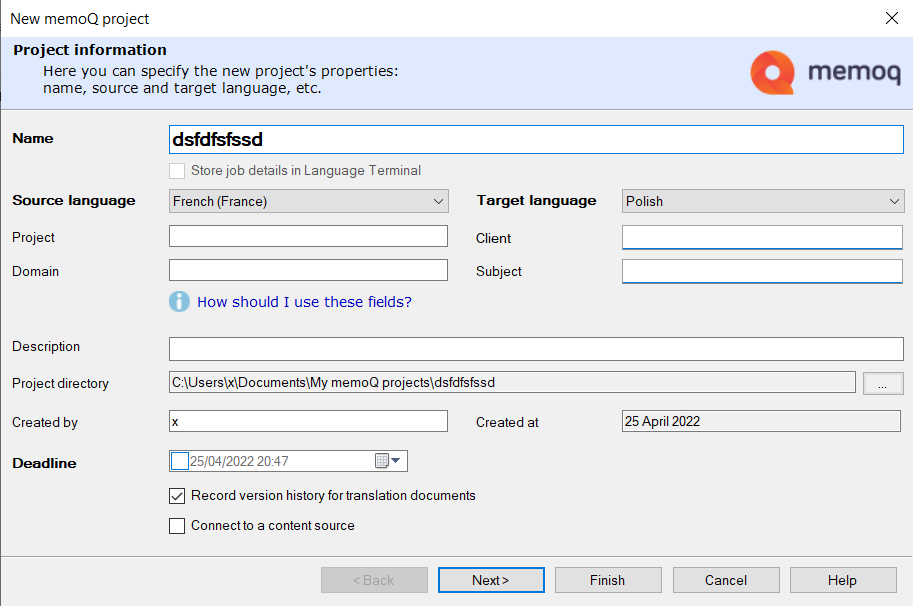 New memoQ project
Project information
Here you can specify the new project's properties:
name, source and target language, etc.
memoq
Name dsfdfsfssd
Store job details in Language Terminal
Source language French (France) Target language Polish
Project Client
Domain Subject
How should I use these fields?
Description
Project directory C:\Users\x\Documents\My memoQ projects\dsfdfsfssd ...
Created by x Created at 25 April 2022
Deadline 25/04/2022 20:47
Record version history for translation documents
Connect to a content source
< Back Next > Finish Cancel Help